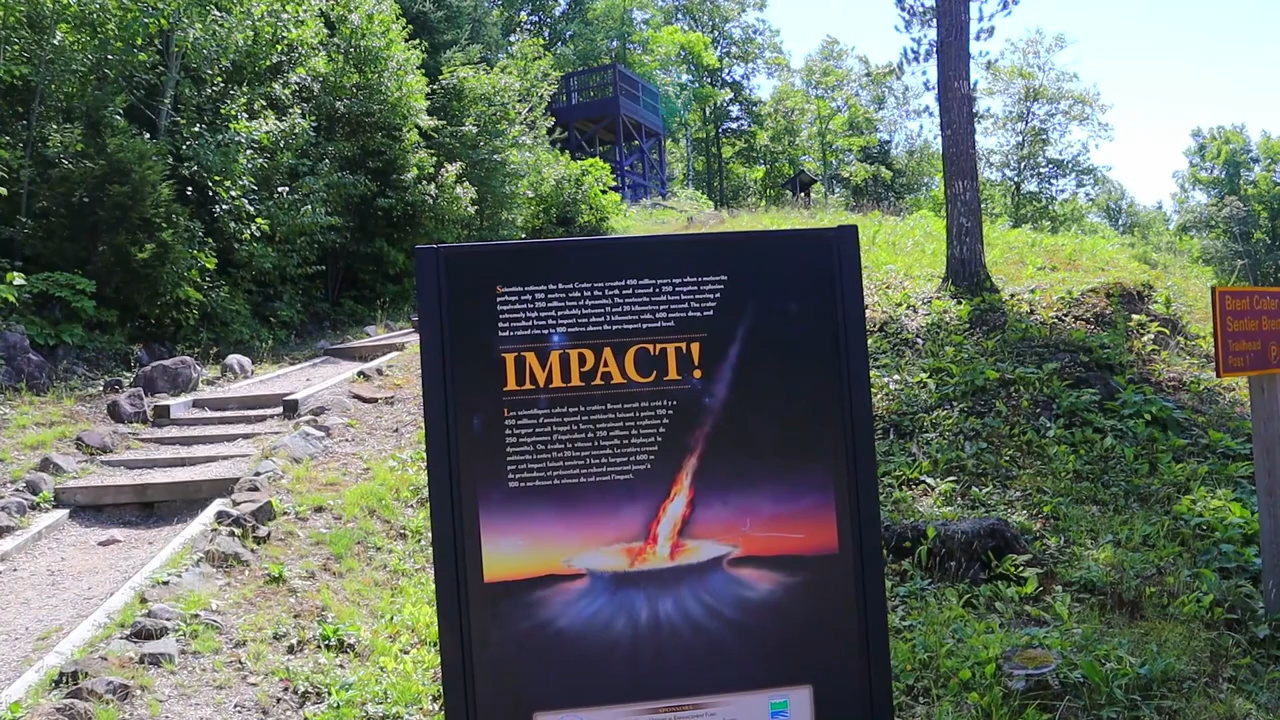 Scientists estimate the Brent Crater was created 450 million years ago when a meteorite
perhaps only 150 metres wide hit the Earth and caused a 250 megaton explosion
(equivalent to 250 million tons of dynamite). The meteorite would have been moving at
extremely high speed, probably between 11 and 20 kilometres per second. The crater
that resulted from the impact was about 3 kilometres wide, 600 metres deep, and
had a raised rim up to 100 metres above the pre-impact ground level.
IMPACT!
Les scientifiques calcul que le cratère Brent aurait été créé il y a
450 millions d'années quand un météorite faisant à peine 150 m
de largeur aurait frappé la Terre, entraînant une explosion de
250 mégatonnes (l'équivalent de 250 millions de tonnes de
dynamite). On évalue la vitesse à laquelle se déplaçait le
météorite à entre 11 et 20 km par seconde. Le cratère creusé
par cet impact faisait environ 3 km de largeur et 600 m
de profondeur, et présentait un rebord mesurant jusqu'à
100 m au-dessus du niveau du sol avant l'impact.
SPONSORS
Brent Crater
Sentier Bre
Trailhead
Post 1
P